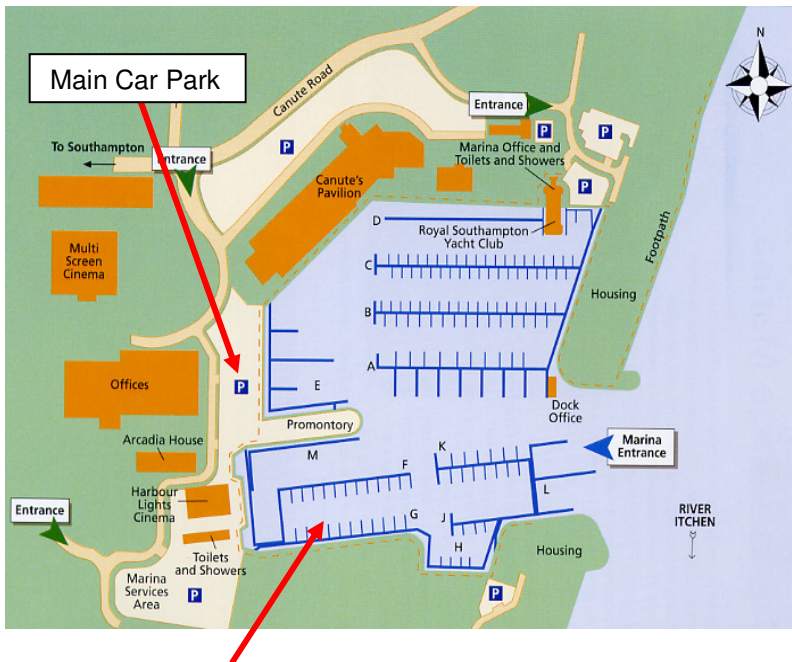 Main Car Park
N
Canute Road
Entrance
P
P
P
To Southampton
Entrance
Marina Office and
Toilets and Showers
Canute's
Pavilion
P
D
Royal Southampton
Yacht Club
Footpath
Multi
Screen
Cinema
C
Housing
B
A
Offices
P
E
Dock
Office
Promontory
Arcadia House
Marina
Entrance
K
M
F
L
Harbour
Lights
Cinema
Entrance
G
J
RIVER
ITCHEN
H
Housing
Toilets
and Showers
Marina
Services
Area
P
P